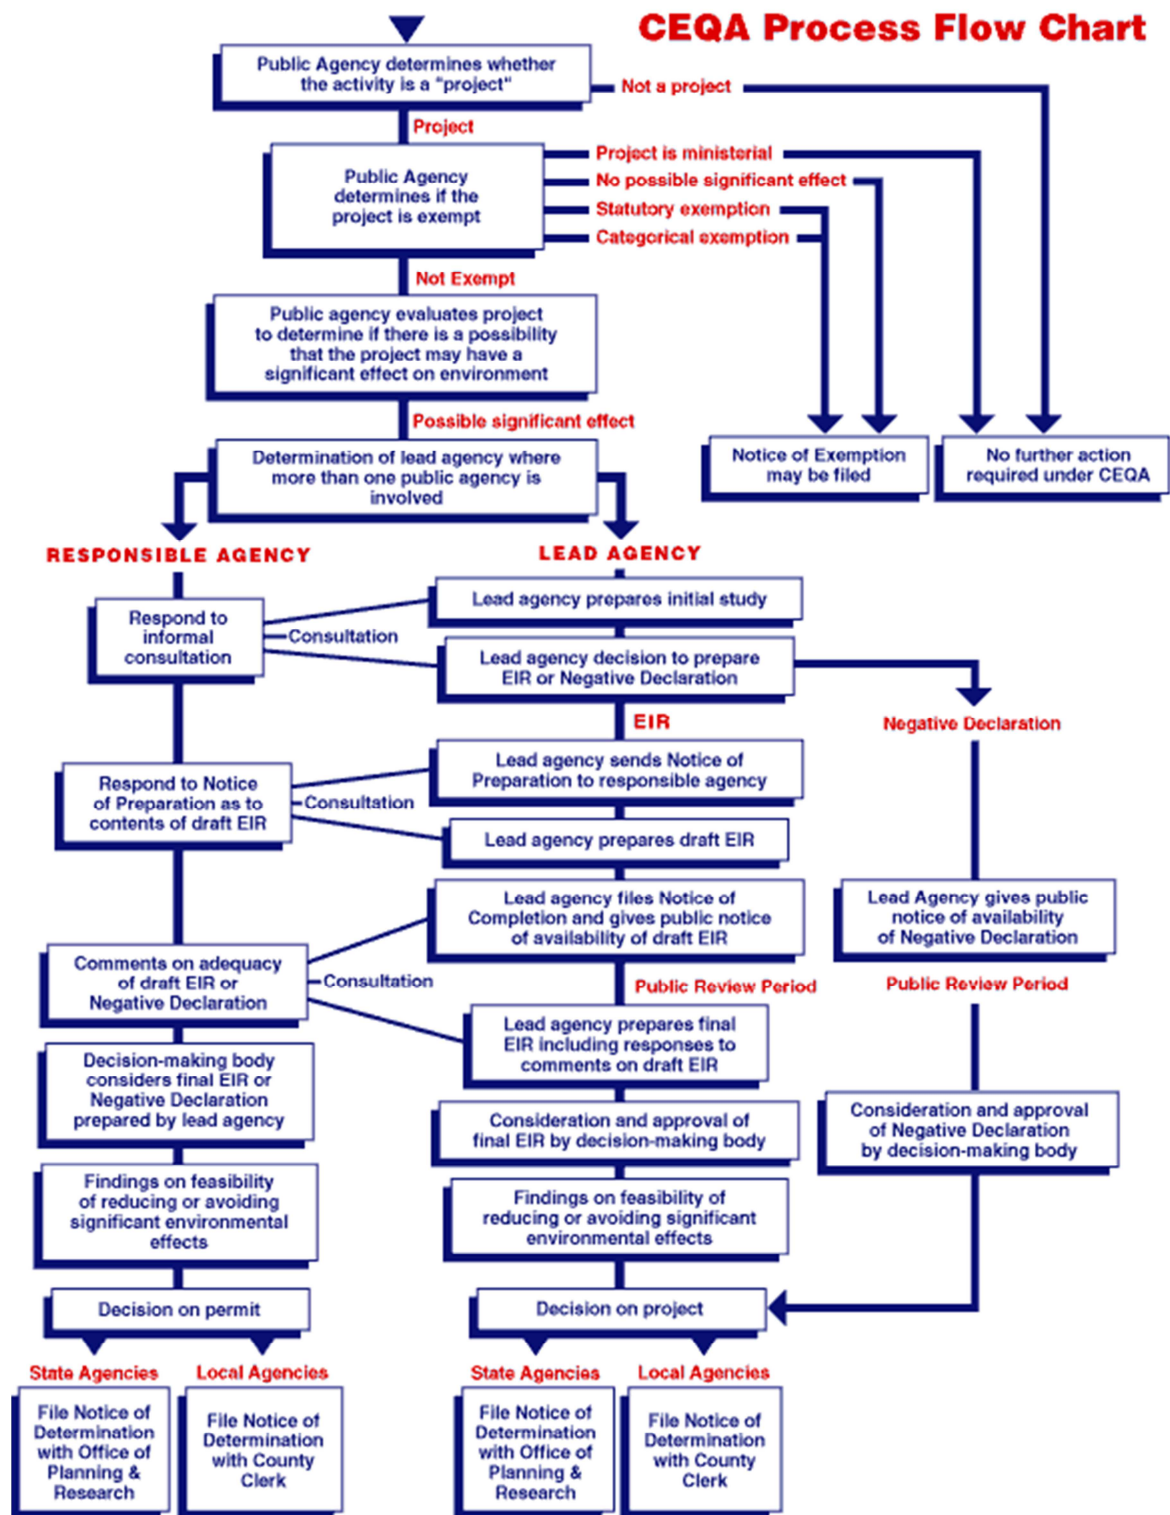 CEQA Process Flow Chart
Public Agency determines whether
the activity is a "project"
Not a project
Project
Public Agency
determines if the
project is exempt
Project is ministerial
No possible significant effect
Statutory exemption
Categorical exemption
Not Exempt
Public agency evaluates project
to determine if there is a possibility
that the project may have a
significant effect on environment
Possible significant effect
Determination of lead agency where
more than one public agency is
involved
Notice of Exemption
may be filed
No further action
required under CEQA
RESPONSIBLE AGENCY
LEAD AGENCY
Respond to
informal
consultation
Consultation
Lead agency prepares initial study
Lead agency decision to prepare
EIR or Negative Declaration
EIR
Negative Declaration
Respond to Notice
of Preparation as to
contents of draft EIR
Consultation
Lead agency sends Notice of
Preparation to responsible agency
Lead agency prepares draft EIR
Lead agency files Notice of
Completion and gives public notice
of availability of draft EIR
Lead Agency gives public
notice of availability
of Negative Declaration
Comments on adequacy
of draft EIR or
Negative Declaration
Consultation
Public Review Period
Public Review Period
Lead agency prepares final
EIR including responses to
comments on draft EIR
Decision-making body
considers final EIR or
Negative Declaration
prepared by lead agency
Consideration and approval of
final EIR by decision-making body
Consideration and approval
of Negative Declaration
by decision-making body
Findings on feasibility
of reducing or avoiding
significant environmental
effects
Findings on feasibility of
reducing or avoiding significant
environmental effects
Decision on permit
Decision on project
State Agencies
Local Agencies
State Agencies
Local Agencies
File Notice of
Determination
with Office of
Planning &
Research
File Notice of
Determination
with County
Clerk
File Notice of
Determination
with Office of
Planning &
Research
File Notice of
Determination
with County
Clerk